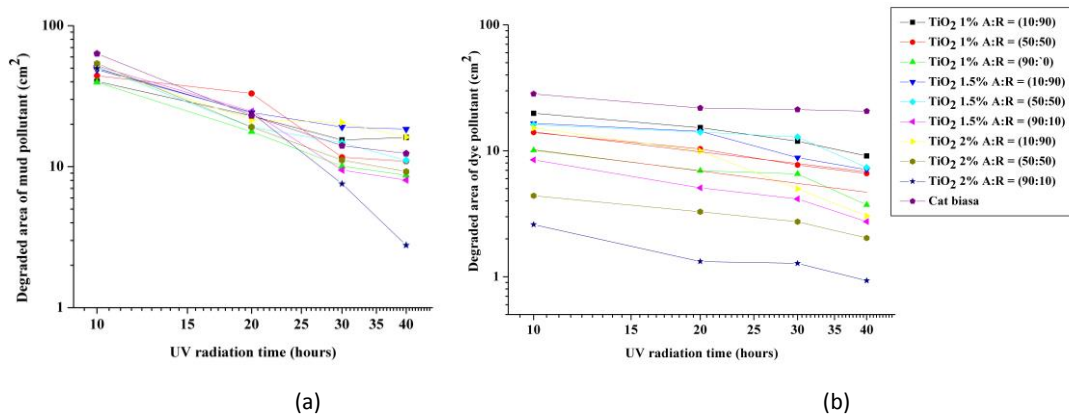 100
10
1
10
15
20
25
30
35
40
Degraded area of mud pollutant (cm2)
UV radiation time (hours)
(a)
100
10
1
10
15
20
25
30
35
40
Degraded area of dye pollutant (cm2)
UV radiation time (hours)
(b)
TiO2 1% A:R = (10:90)
TiO2 1% A:R = (50:50)
TiO2 1% A:R = (90:`0)
TiO2 1.5% A:R = (10:90)
TiO2 1.5% A:R = (50:50)
TiO2 1.5% A:R = (90:10)
TiO2 2% A:R = (10:90)
TiO2 2% A:R = (50:50)
TiO2 2% A:R = (90:10)
Cat biasa